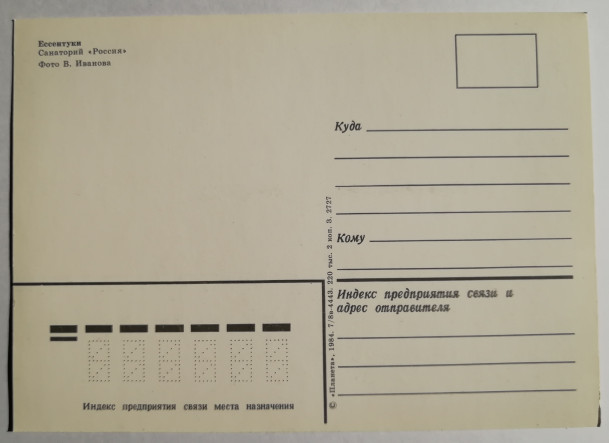 Ессентуки
Санаторий «Россия»
Фото В. Иванова
Куда
Кому
Индекс предприятия связи и
адрес отправителя
© «Планета», 1984. 7/8а-4443. 220 тыс. 2 коп. З. 2727
Индекс предприятия связи места назначения